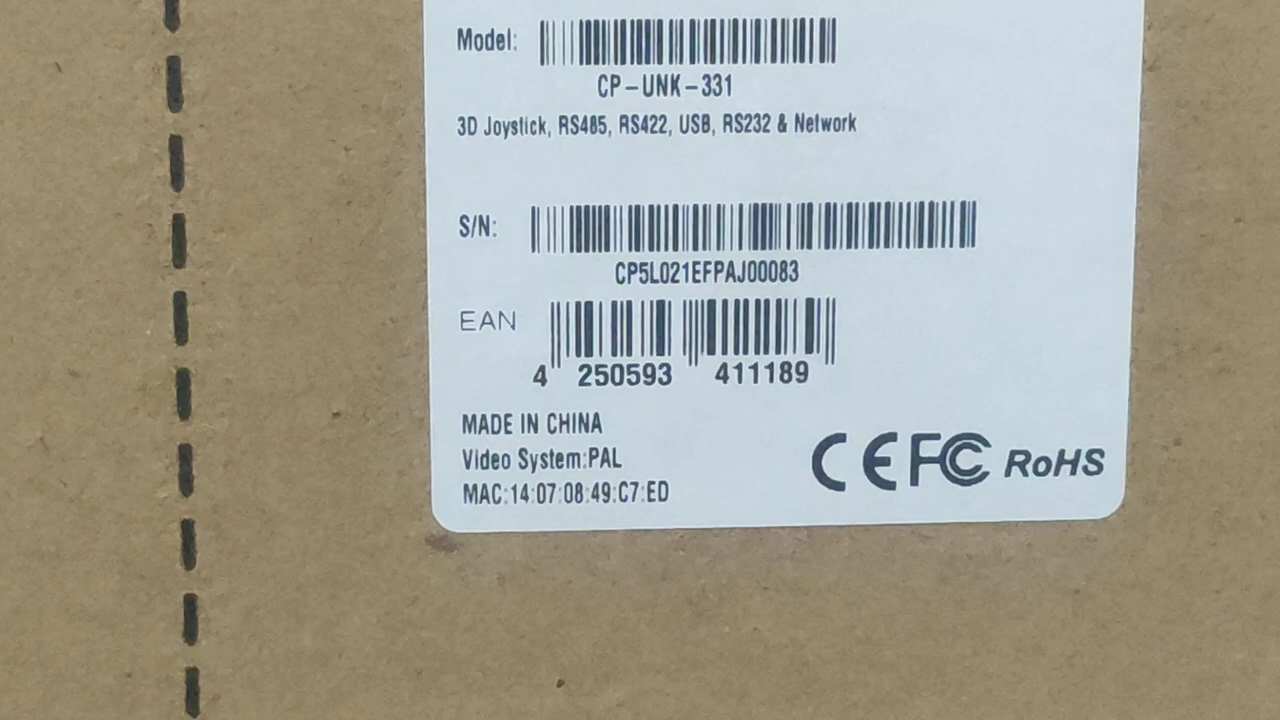 Model:
CP-UNK-331
3D Joystick, RS485, RS422, USB, RS232 & Network
S/N:
CP5L021EFPAJ00083
EAN
4 250593 411189
MADE IN CHINA
Video System:PAL
MAC:14:07:08:49:C7:ED
CE FC RoHS